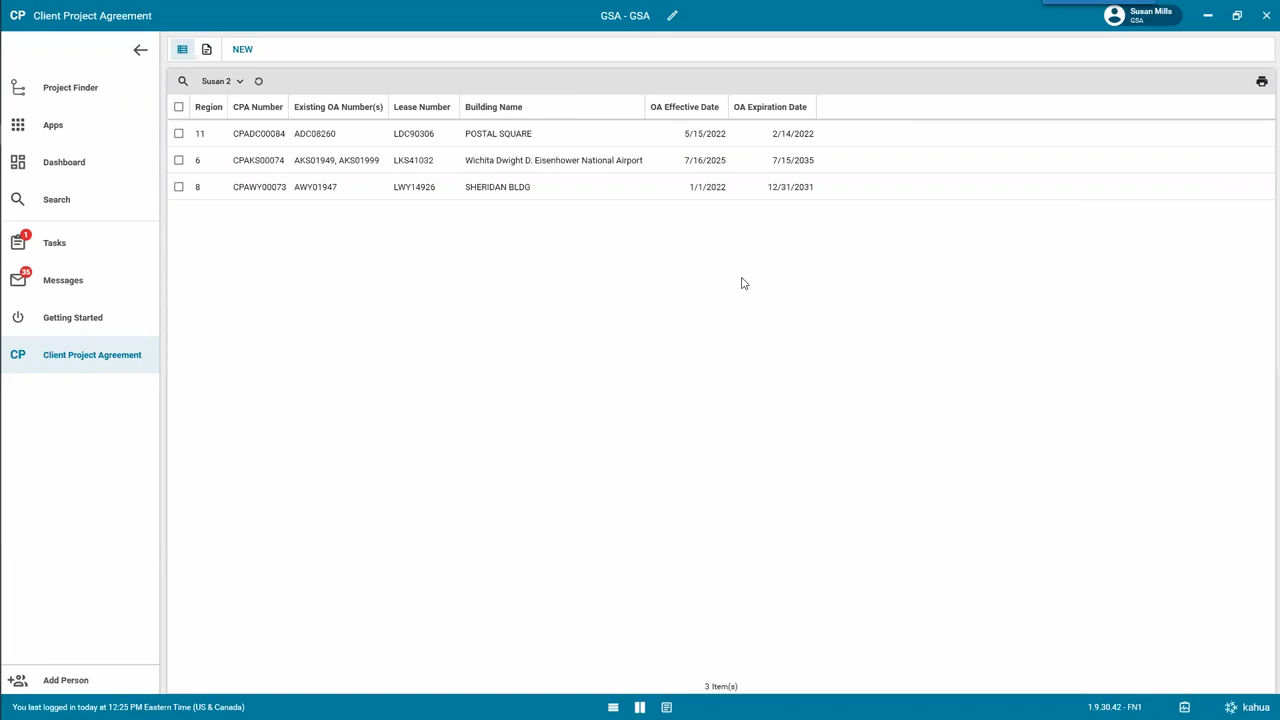 CP Client Project Agreement
GSA - GSA
Susan Mills
GSA
Project Finder
Apps
Dashboard
Search
1
Tasks
35
Messages
Getting Started
CP Client Project Agreement
Add Person
NEW
Susan 2
Region CPA Number Existing OA Number(s) Lease Number Building Name OA Effective Date OA Expiration Date
11 CPADC00084 ADC08260 LDC90306 POSTAL SQUARE 5/15/2022 2/14/2022
6 CPAKS00074 AKS01949, AKS01999 LKS41032 Wichita Dwight D. Eisenhower National Airport 7/16/2025 7/15/2035
8 CPAWY00073 AWY01947 LWY14926 SHERIDAN BLDG 1/1/2022 12/31/2031
3 Item(s)
You last logged in today at 12:25 PM Eastern Time (US & Canada)
1.9.30.42 - FN1
kahua